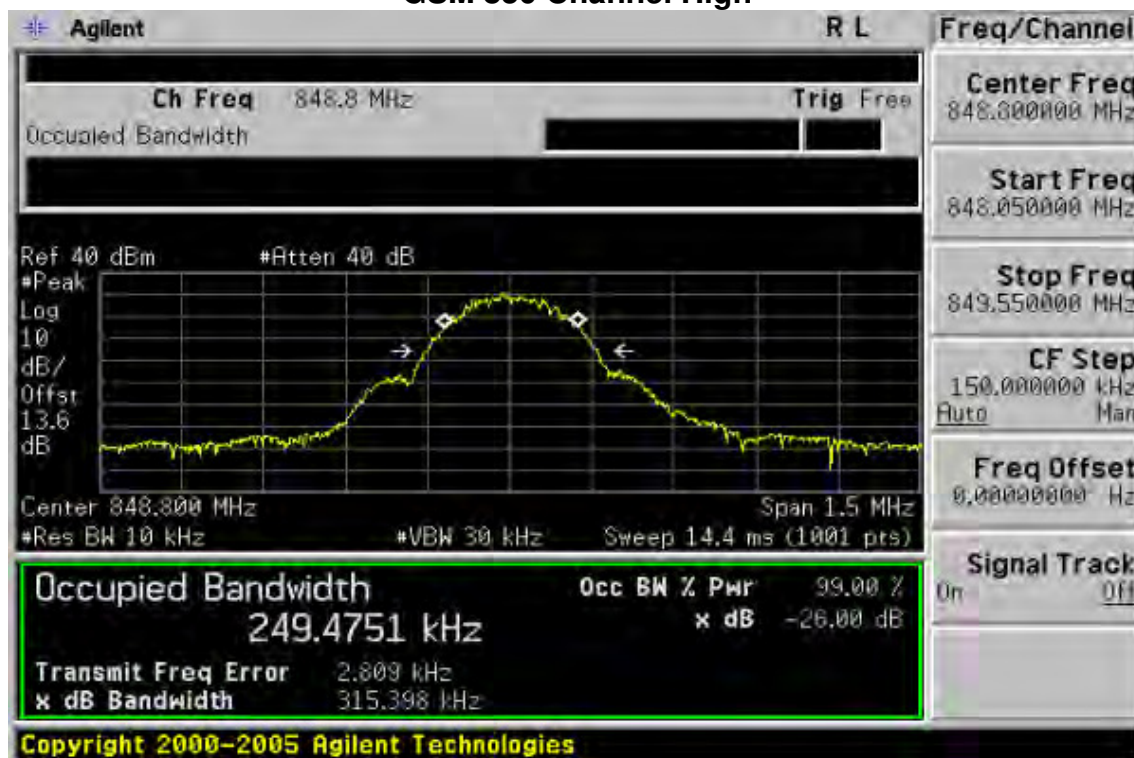 GSM 850 Channel High
Agilent
R L
Freq/Channel
Ch Freq 848.8 MHz
Trig Free
Occupied Bandwidth
Center Freq
848.800000 MHz
Start Freq
848.050000 MHz
Stop Freq
849.550000 MHz
CF Step
150.000000 kHz
Auto Man
Freq Offset
0.00000000 Hz
Signal Track
On Off
Ref 40 dBm #Atten 40 dB
#Peak
Log
10
dB/
Offst
13.6
dB
Center 848.800 MHz Span 1.5 MHz
#Res BW 10 kHz #VBW 30 kHz Sweep 14.4 ms (1001 pts)
Occupied Bandwidth
249.4751 kHz
Occ BW % Pwr 99.00 %
x dB -26.00 dB
Transmit Freq Error 2.809 kHz
x dB Bandwidth 315.398 kHz
Copyright 2000-2005 Agilent Technologies